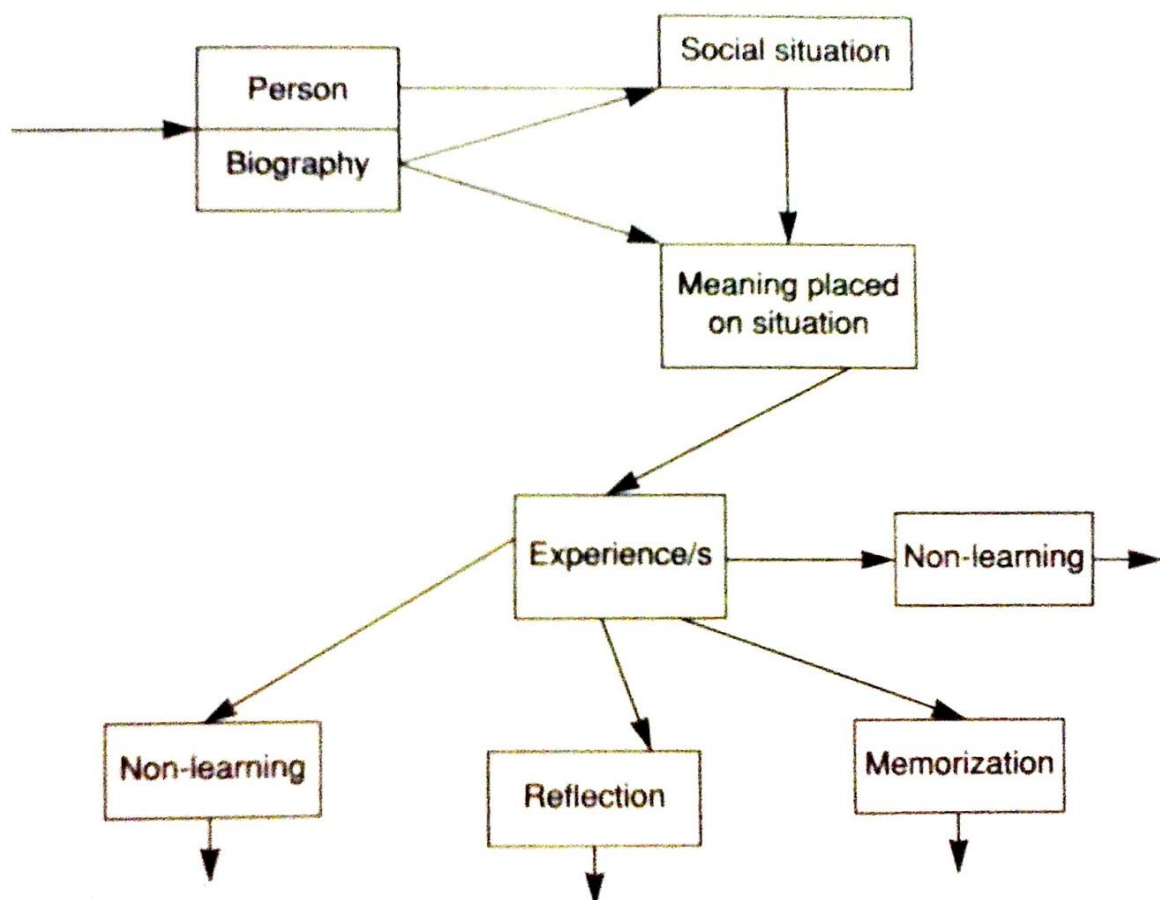 Person
Biography
Social situation
Meaning placed
on situation
Experience/s
Non-learning
Non-learning
Reflection
Memorization